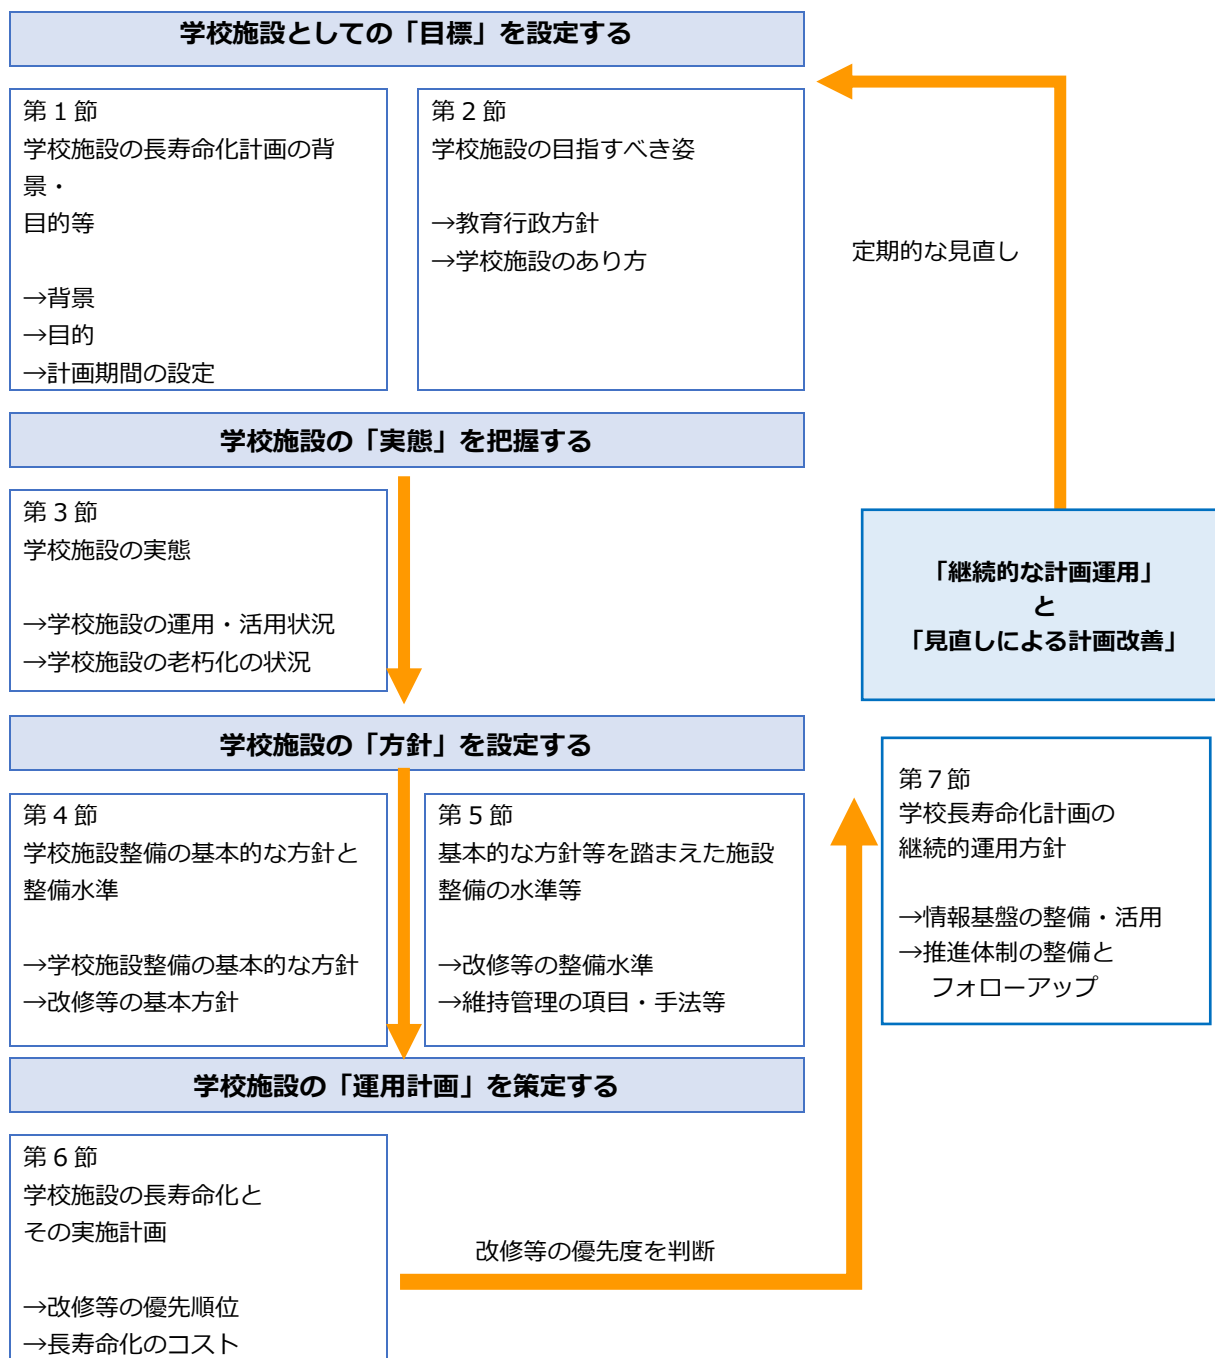 学校施設としての「目標」を設定する
第１節
学校施設の長寿命化計画の背
景・
目的等
→背景
→目的
→計画期間の設定
第２節
学校施設の目指すべき姿
→教育行政方針
→学校施設のあり方
定期的な見直し
学校施設の「実態」を把握する
第３節
学校施設の実態
→学校施設の運用・活用状況
→学校施設の老朽化の状況
「継続的な計画運用」
と
「見直しによる計画改善」
学校施設の「方針」を設定する
第４節
学校施設整備の基本的な方針と
整備水準
→学校施設整備の基本的な方針
→改修等の基本方針
第５節
基本的な方針等を踏まえた施設
整備の水準等
→改修等の整備水準
→維持管理の項目・手法等
第７節
学校長寿命化計画の
継続的運用方針
→情報基盤の整備・活用
→推進体制の整備と
フォローアップ
学校施設の「運用計画」を策定する
第６節
学校施設の長寿命化と
その実施計画
→改修等の優先順位
→長寿命化のコスト
改修等の優先度を判断